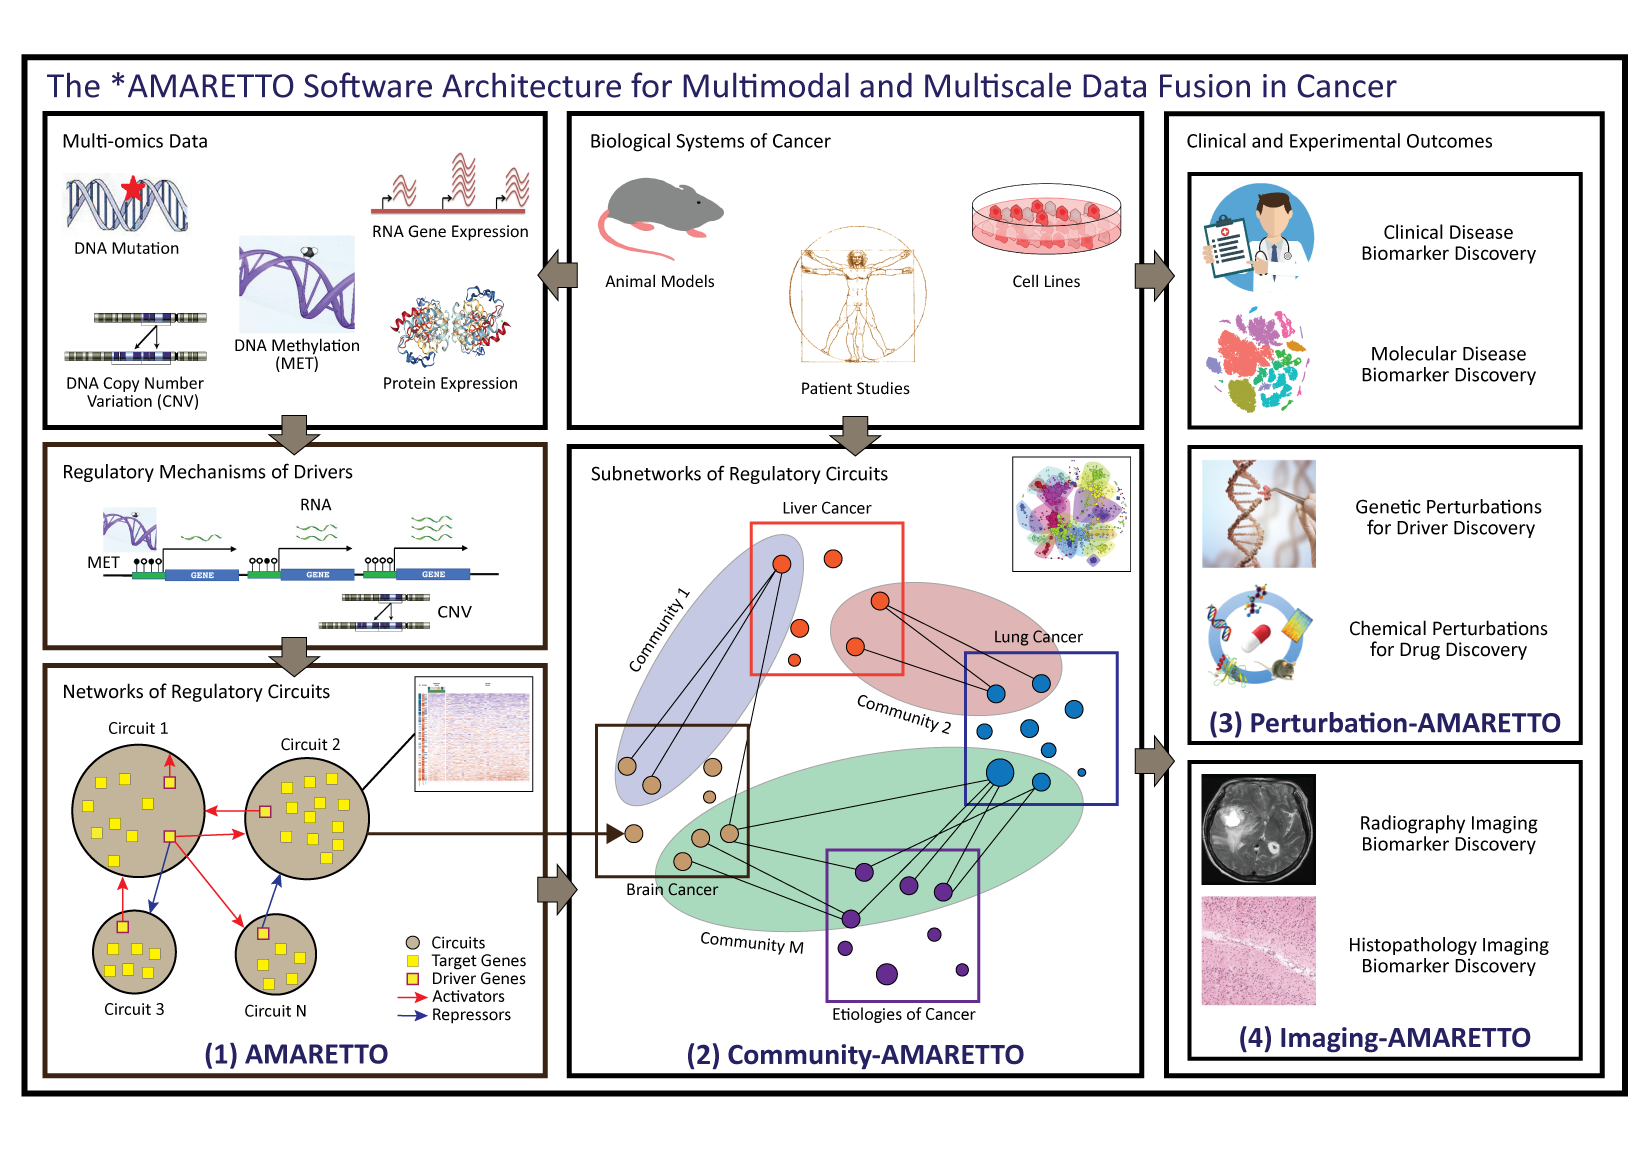 The *AMARETTO Software Architecture for Multimodal and Multiscale Data Fusion in Cancer
Multi-omics Data
DNA Mutation
RNA Gene Expression
DNA Methylation
(MET)
DNA Copy Number
Variation (CNV)
Protein Expression
Biological Systems of Cancer
Animal Models
Cell Lines
Patient Studies
Clinical and Experimental Outcomes
Clinical Disease
Biomarker Discovery
Molecular Disease
Biomarker Discovery
Regulatory Mechanisms of Drivers
RNA
MET
GENE
GENE
GENE
CNV
Networks of Regulatory Circuits
Circuit 1
Circuit 2
Circuit 3
Circuit N
Circuits
Target Genes
Driver Genes
Activators
Repressors
(1) AMARETTO
Subnetworks of Regulatory Circuits
Liver Cancer
Community 1
Lung Cancer
Community 2
Brain Cancer
Community M
Etiologies of Cancer
(2) Community-AMARETTO
Genetic Perturbations
for Driver Discovery
Chemical Perturbations
for Drug Discovery
(3) Perturbation-AMARETTO
Radiography Imaging
Biomarker Discovery
Histopathology Imaging
Biomarker Discovery
(4) Imaging-AMARETTO